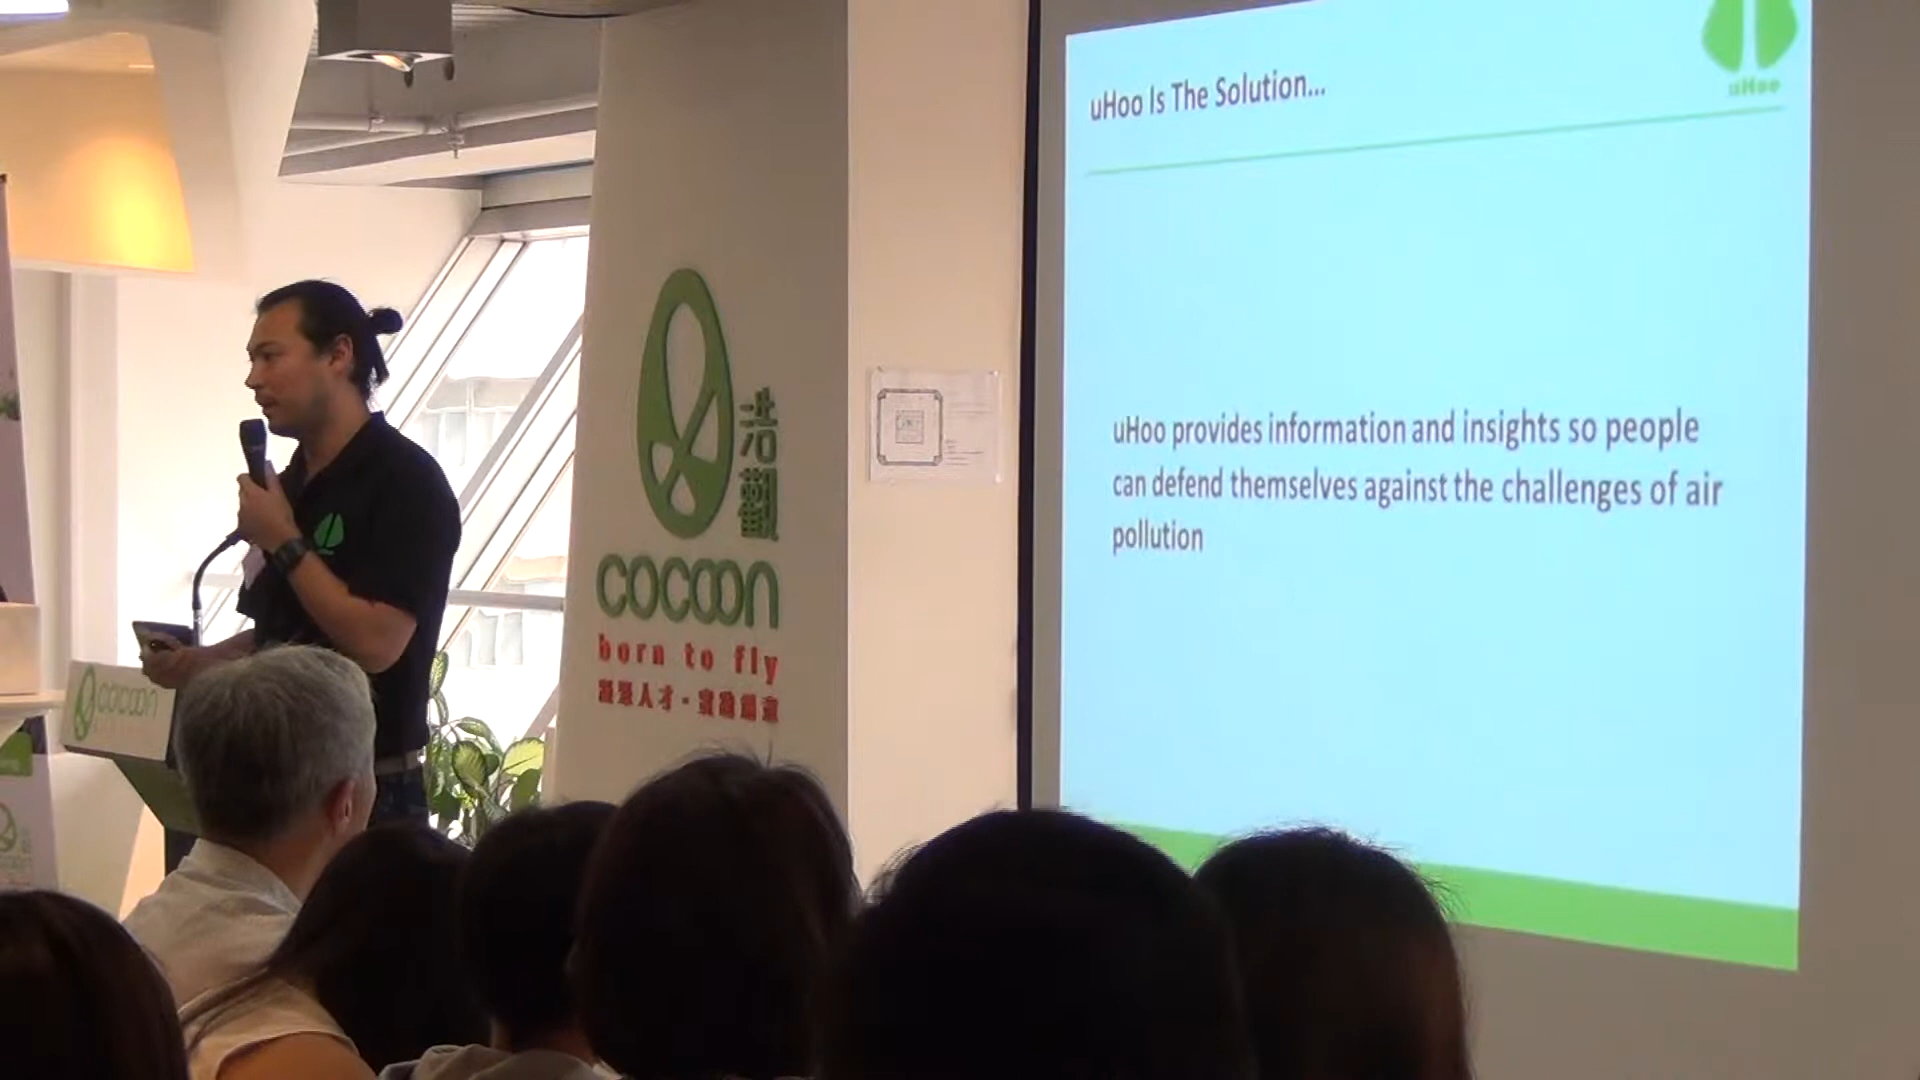 uHoo Is The Solution...
uHoo
uHoo provides information and insights so people
can defend themselves against the challenges of air
pollution
浩觀
cocoon
born to fly
cocoon